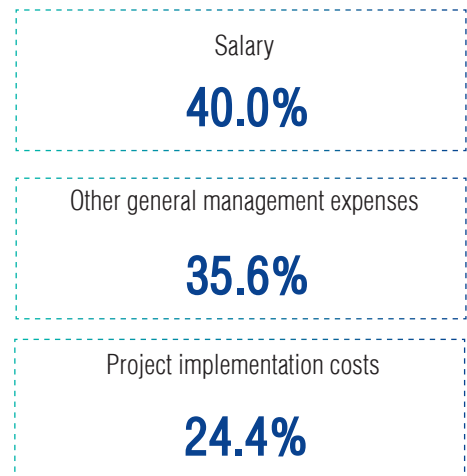 Salary
40.0%
Other general management expenses
35.6%
Project implementation costs
24.4%